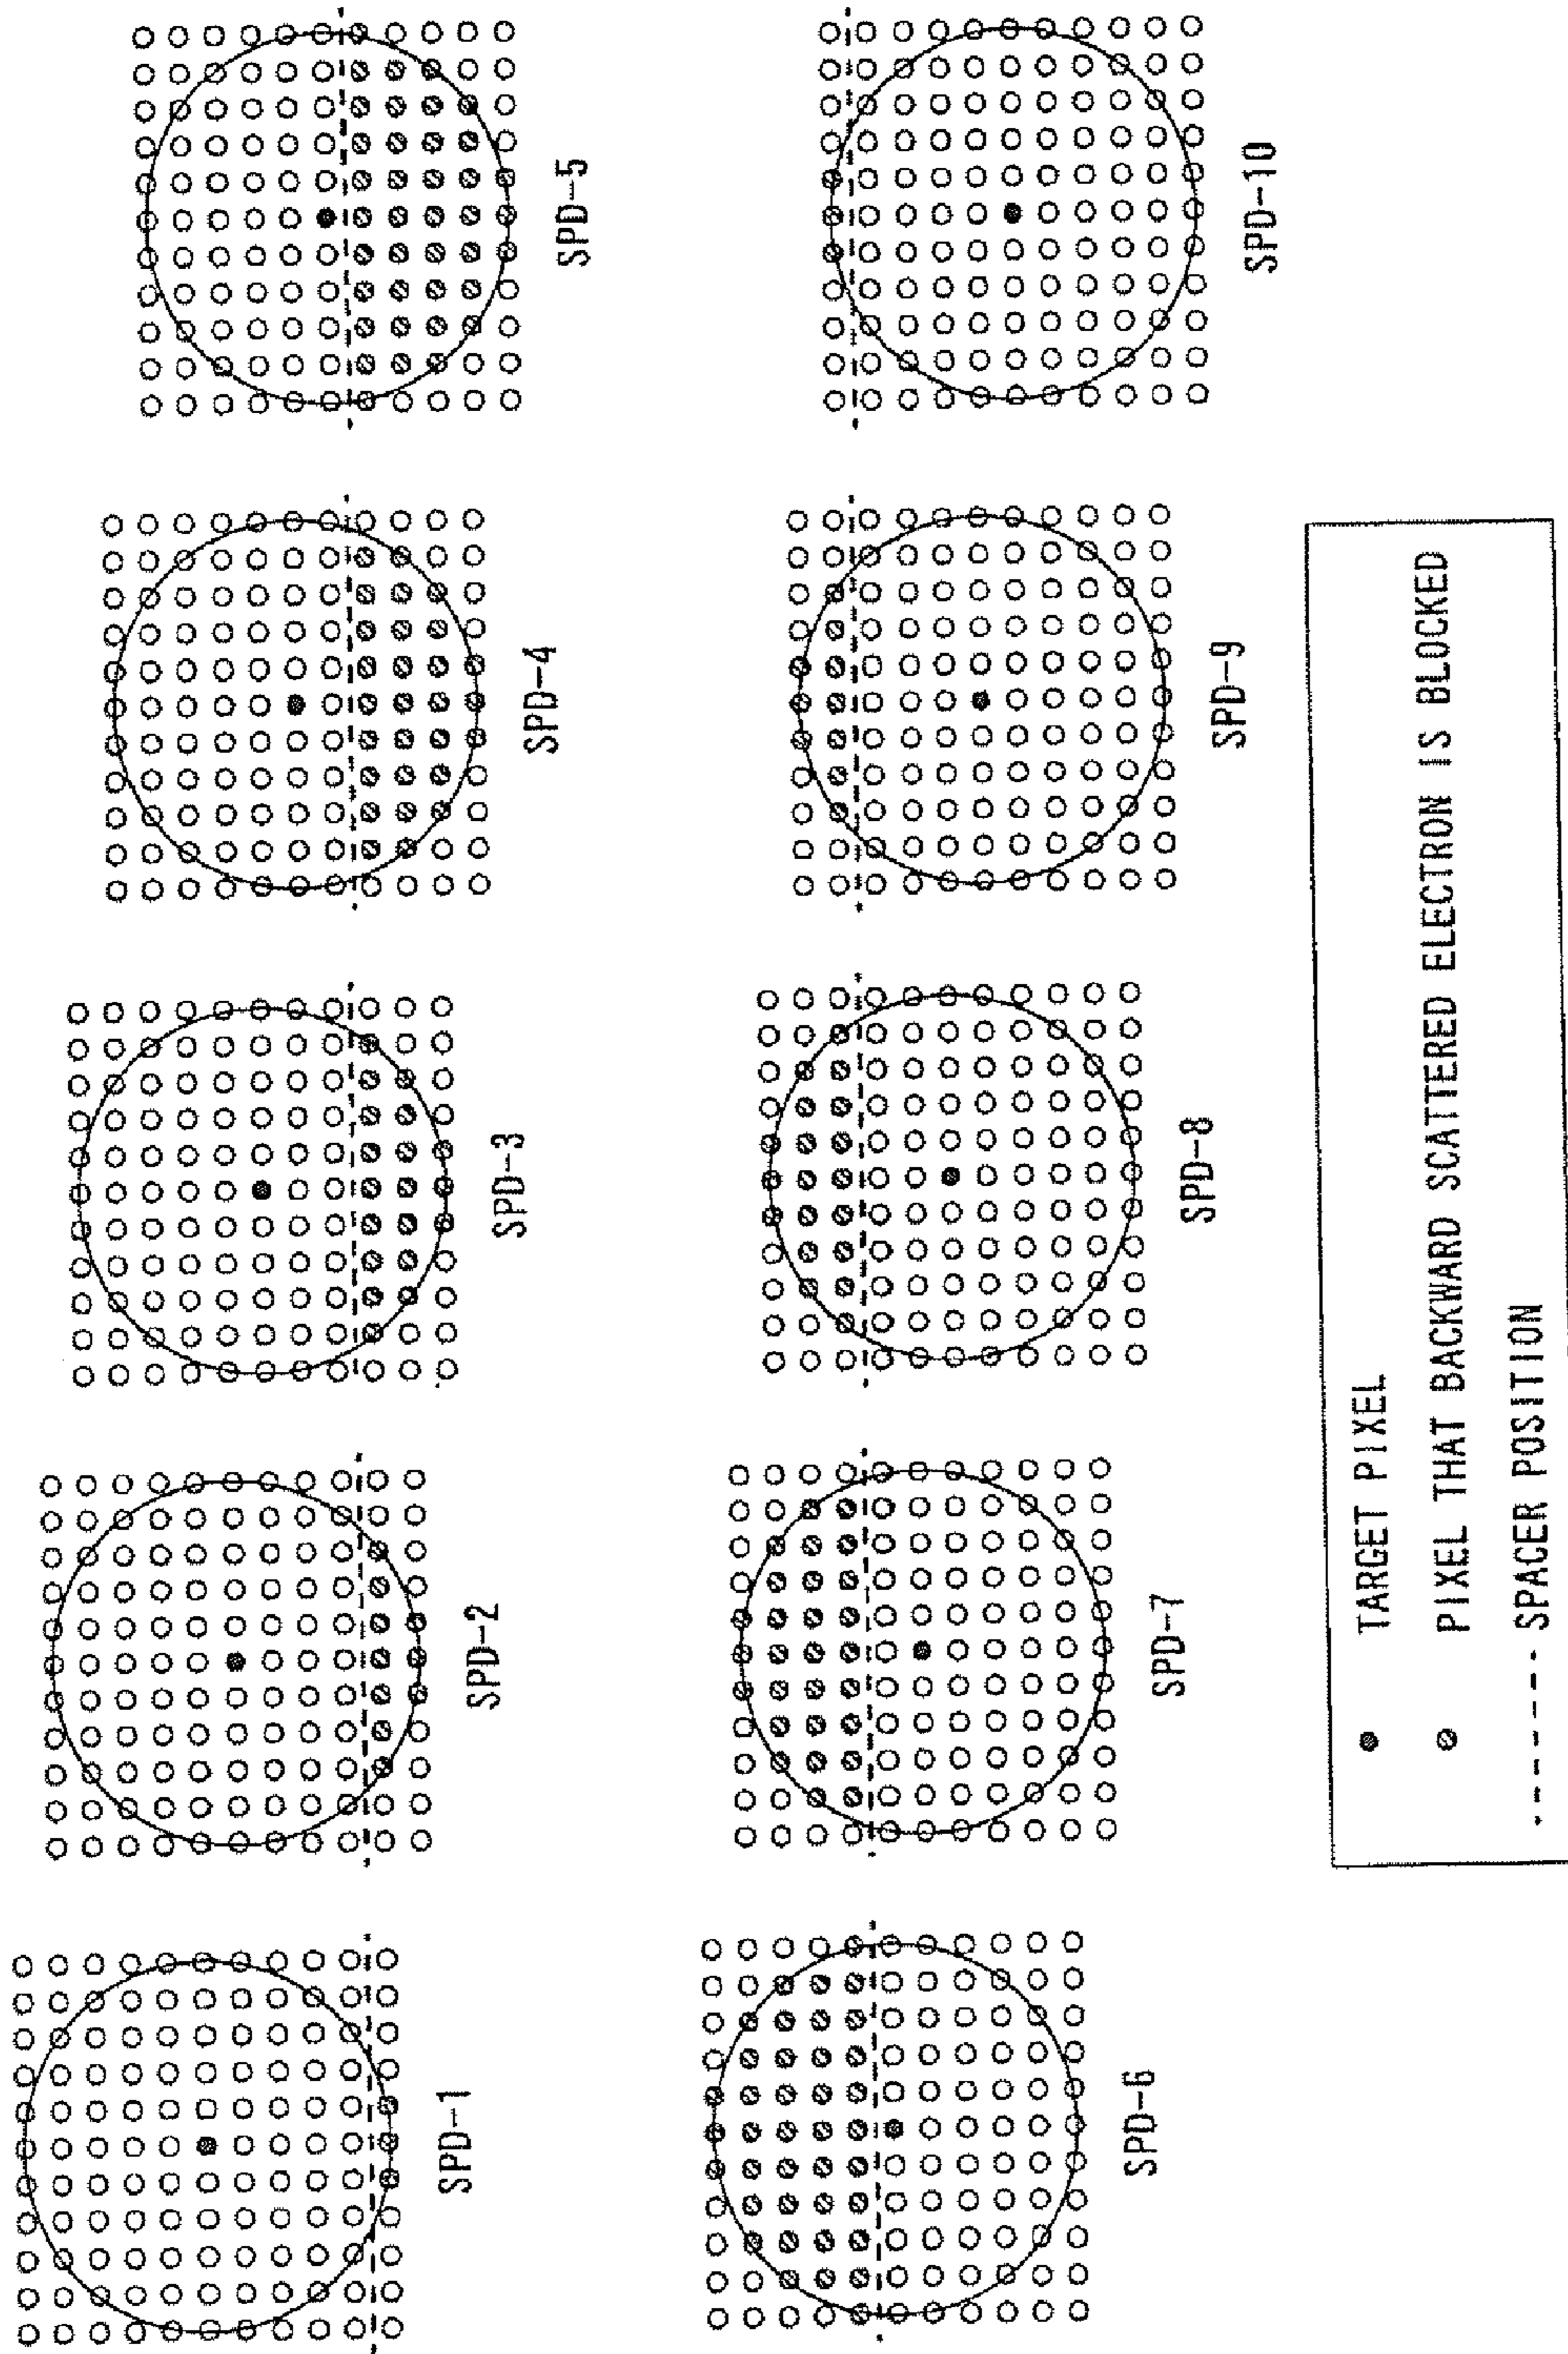 SPD-1
SPD-2
SPD-3
SPD-4
SPD-5
SPD-6
SPD-7
SPD-8
SPD-9
SPD-10
TARGET PIXEL
PIXEL THAT BACKWARD SCATTERED ELECTRON IS BLOCKED
SPACER POSITION